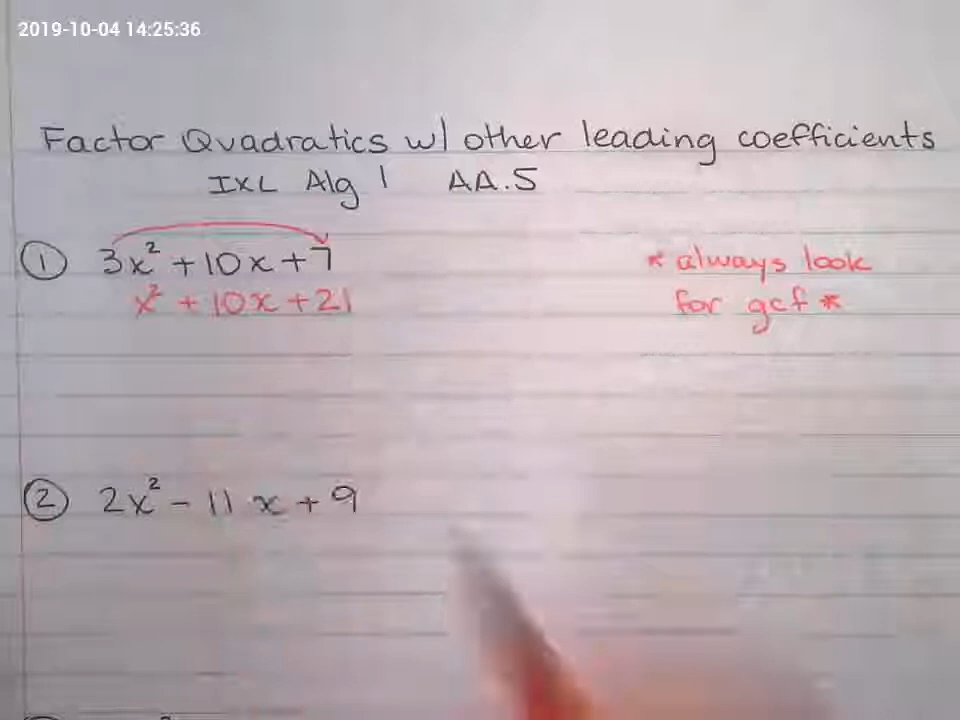 2019-10-04 14:25:36
Factor Quadratics w/ other leading coefficients
IXL Alg 1 AA.5
① 3x² + 10x + 7
x² + 10x + 21
* always look
for gcf *
② 2x² - 11x + 9